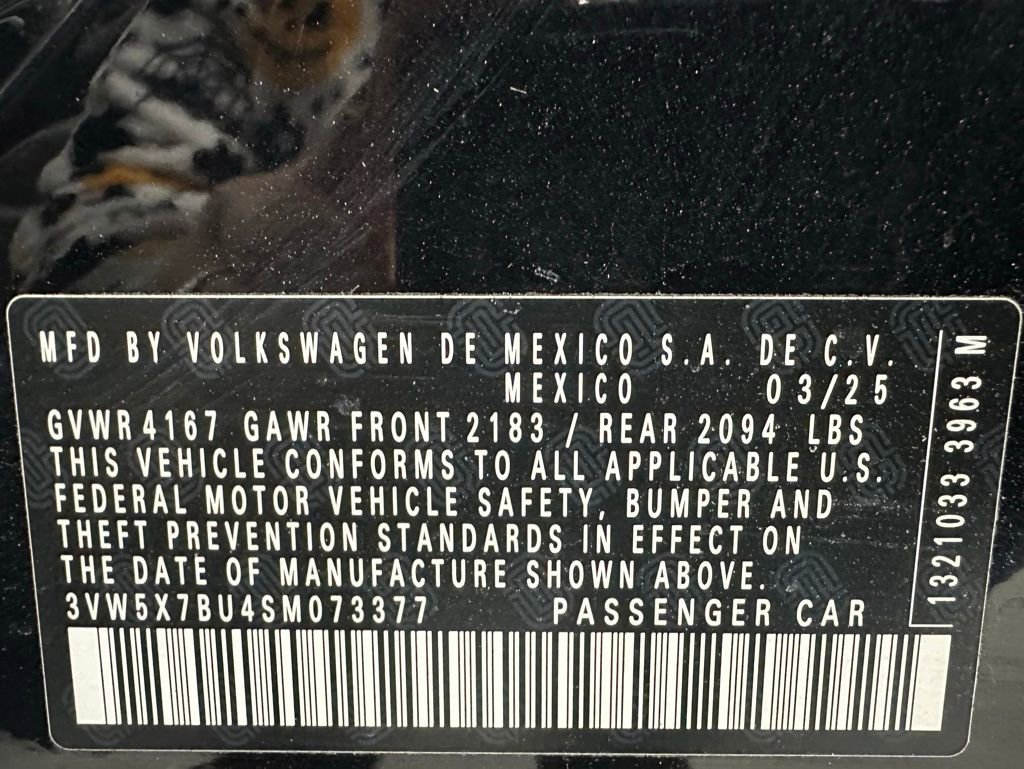 MFD BY VOLKSWAGEN DE MEXICO S.A. DE C.V.
MEXICO 03/25
GVWR 4167 GAWR FRONT 2183 / REAR 2094 LBS
THIS VEHICLE CONFORMS TO ALL APPLICABLE U.S.
FEDERAL MOTOR VEHICLE SAFETY, BUMPER AND
THEFT PREVENTION STANDARDS IN EFFECT ON
THE DATE OF MANUFACTURE SHOWN ABOVE.
3VW5X7BU4SM073377 PASSENGER CAR
1321033 3963 M